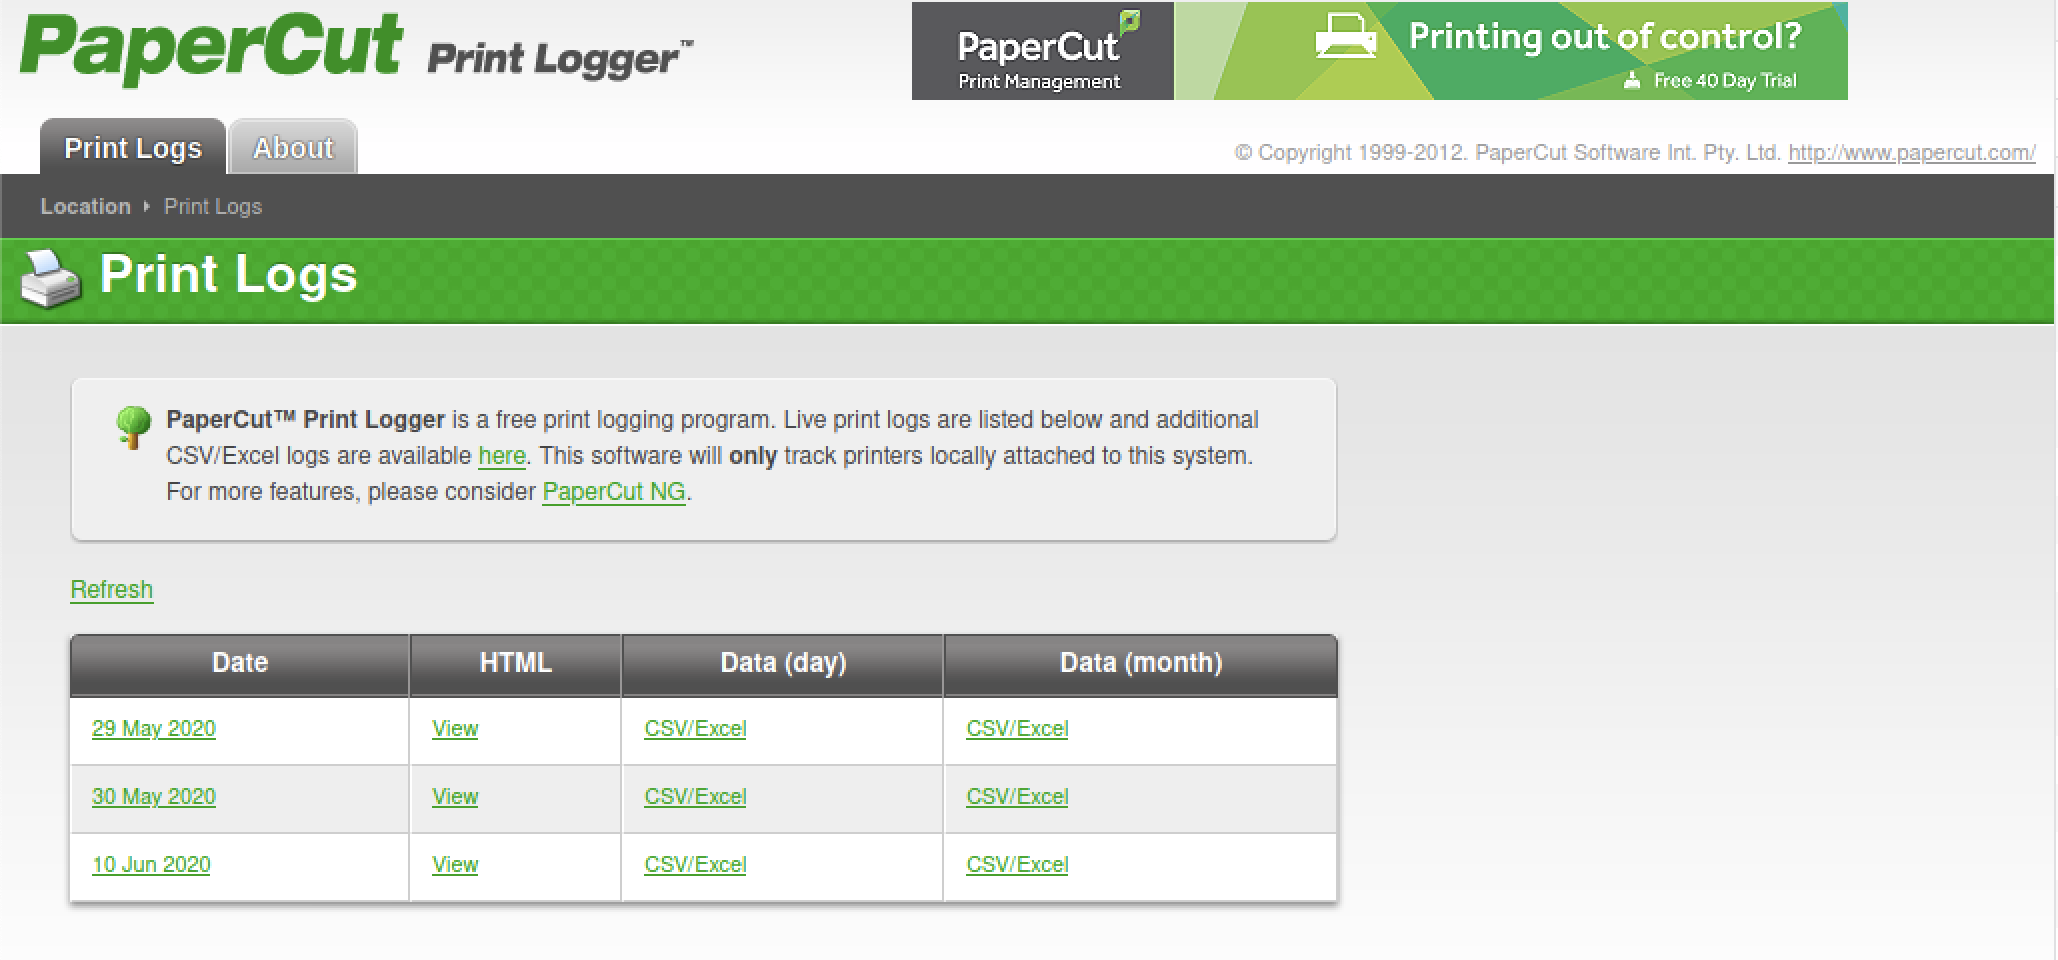 PaperCut Print Logger™
PaperCut
Print Management
Printing out of control?
Free 40 Day Trial
Print Logs
About
© Copyright 1999-2012. PaperCut Software Int. Pty. Ltd. http://www.papercut.com/
Location Print Logs
Print Logs
PaperCut™ Print Logger is a free print logging program. Live print logs are listed below and additional
CSV/Excel logs are available here. This software will only track printers locally attached to this system.
For more features, please consider PaperCut NG.
Refresh
Date HTML Data (day) Data (month)
29 May 2020 View CSV/Excel CSV/Excel
30 May 2020 View CSV/Excel CSV/Excel
10 Jun 2020 View CSV/Excel CSV/Excel